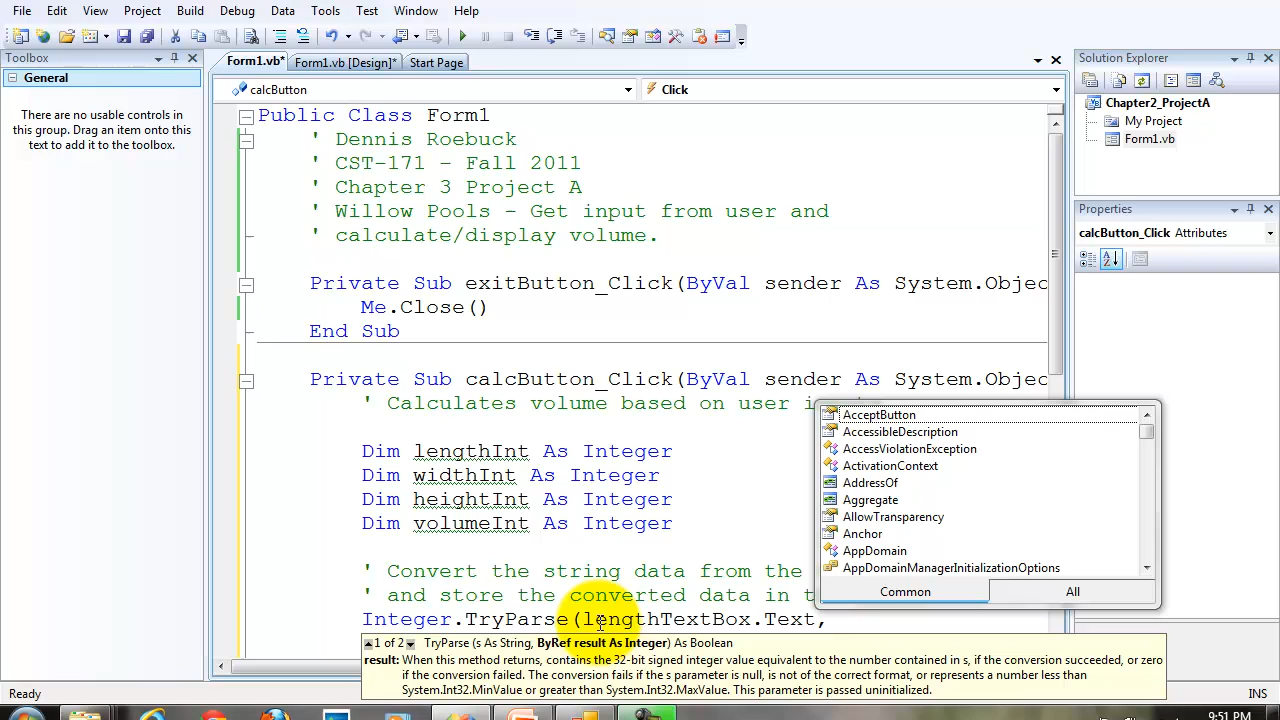 File Edit View Project Build Debug Data Tools Test Window Help
Toolbox
General
There are no usable controls in
this group. Drag an item onto this
text to add it to the toolbox.
Form1.vb* Form1.vb [Design]* Start Page
calcButton Click
Public Class Form1
' Dennis Roebuck
' CST-171 - Fall 2011
' Chapter 3 Project A
' Willow Pools - Get input from user and
' calculate/display volume.
Private Sub exitButton_Click(ByVal sender As System.Objec
Me.Close()
End Sub
Private Sub calcButton_Click(ByVal sender As System.Objec
' Calculates volume based on user
Dim lengthInt As Integer
Dim widthInt As Integer
Dim heightInt As Integer
Dim volumeInt As Integer
' Convert the string data from the
' and store the converted data in
Integer.TryParse(lengthTextBox.Text,
AcceptButton
AccessibleDescription
AccessViolationException
ActivationContext
AddressOf
Aggregate
AllowTransparency
Anchor
AppDomain
AppDomainManagerInitializationOptions
Common All
1 of 2 TryParse (s As String, ByRef result As Integer) As Boolean
result: When this method returns, contains the 32-bit signed integer value equivalent to the number contained in s, if the conversion succeeded, or zero
if the conversion failed. The conversion fails if the s parameter is null, is not of the correct format, or represents a number less than
System.Int32.MinValue or greater than System.Int32.MaxValue. This parameter is passed uninitialized.
Solution Explorer
Chapter2_ProjectA
My Project
Form1.vb
Properties
calcButton_Click Attributes
Ready INS
9:51 PM